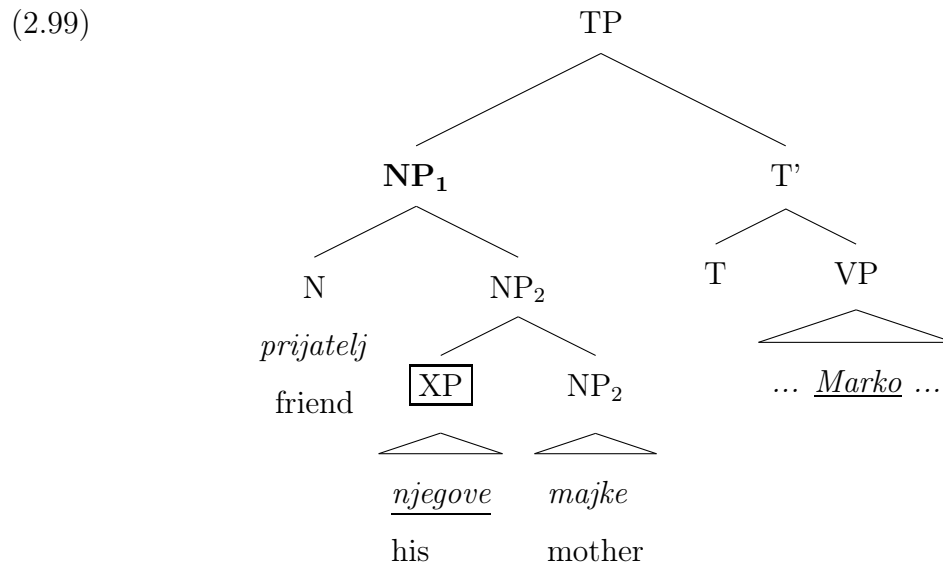 (2.99) TP
NP₁ T’
N NP₂ T VP
prijatelj
friend XP NP₂ ... Marko ...
njegove majke
his mother